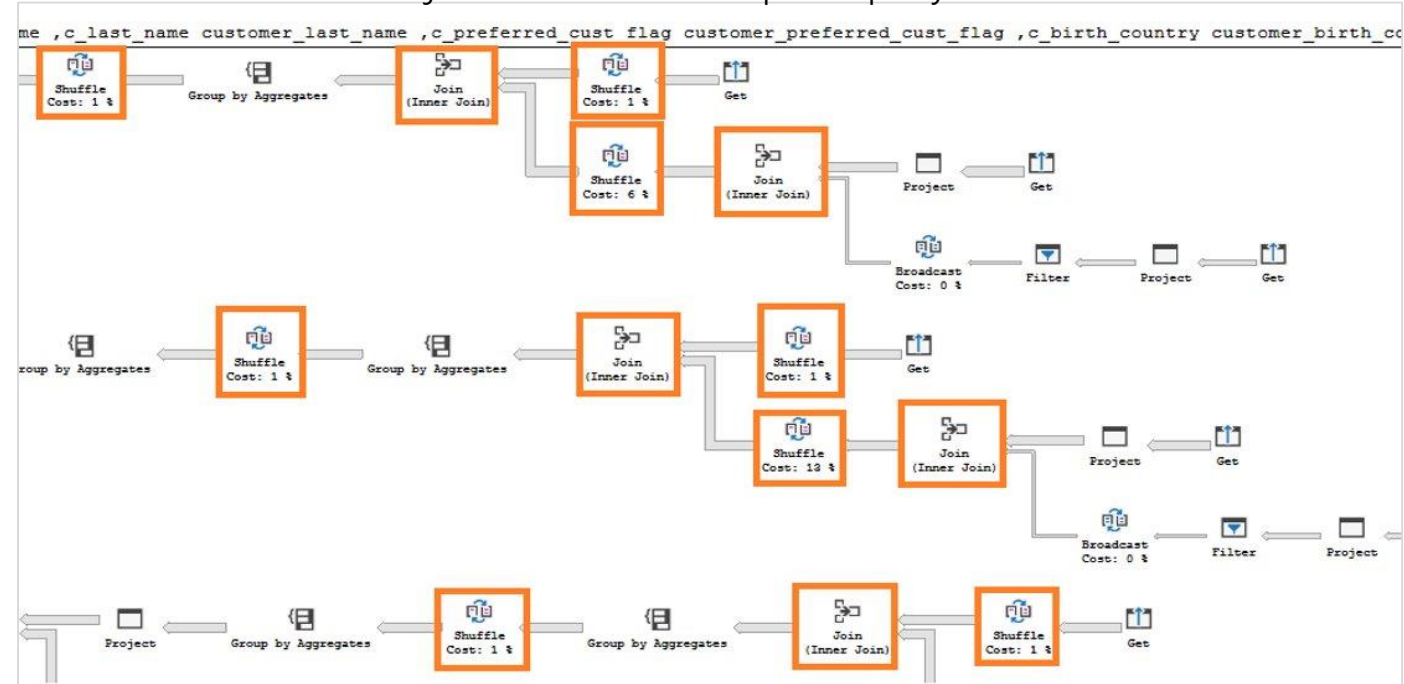 me ,c_last_name customer_last_name ,c_preferred_cust_flag customer_preferred_cust_flag ,c_birth_country customer_birth_co
Shuffle
Cost: 1 %
Group by Aggregates
Join
(Inner Join)
Shuffle
Cost: 1 %
Get
Shuffle
Cost: 6 %
Join
(Inner Join)
Project
Get
Broadcast
Cost: 0 %
Filter
Project
Get
roup by Aggregates
Shuffle
Cost: 1 %
Group by Aggregates
Join
(Inner Join)
Shuffle
Cost: 1 %
Get
Shuffle
Cost: 13 %
Join
(Inner Join)
Project
Get
Broadcast
Cost: 0 %
Filter
Project
Project
Group by Aggregates
Shuffle
Cost: 1 %
Group by Aggregates
Join
(Inner Join)
Shuffle
Cost: 1 %
Get